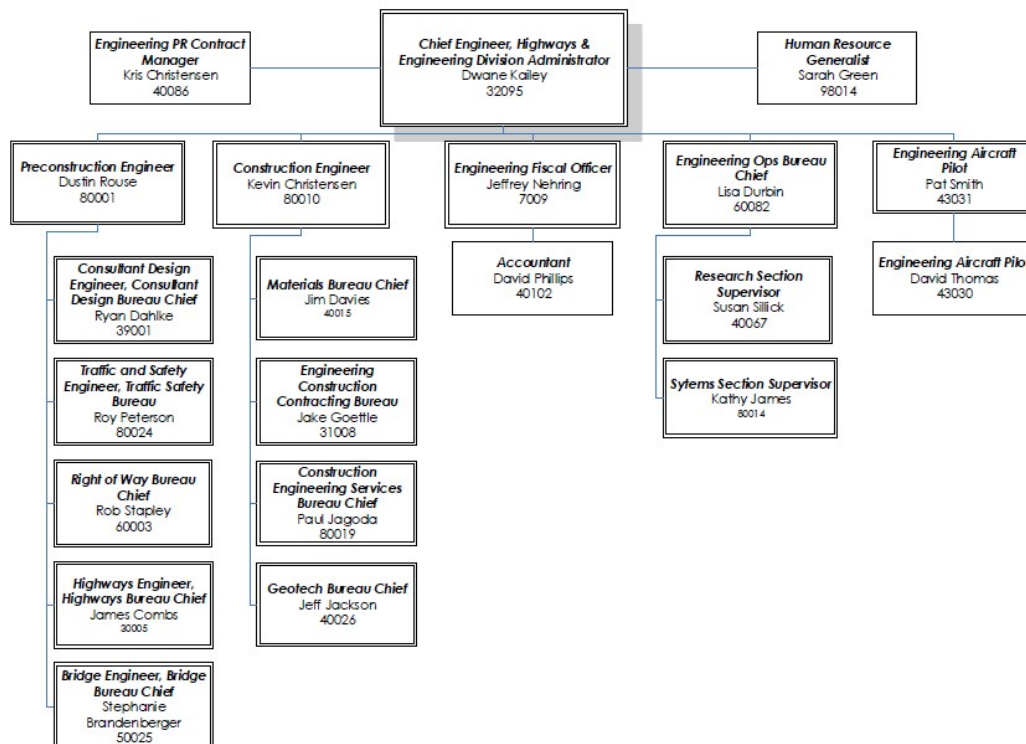 Engineering PR Contract
Manager
Kris Christensen
40086
Chief Engineer, Highways &
Engineering Division Administrator
Dwane Kailey
32095
Human Resource
Generalist
Sarah Green
98014
Preconstruction Engineer
Dustin Rouse
80001
Construction Engineer
Kevin Christensen
80010
Engineering Fiscal Officer
Jeffrey Nehring
7009
Engineering Ops Bureau
Chief
Lisa Durbin
60082
Engineering Aircraft
Pilot
Pat Smith
43031
Consultant Design
Engineer, Consultant
Design Bureau Chief
Ryan Dahlke
39001
Traffic and Safety
Engineer, Traffic Safety
Bureau
Roy Peterson
80024
Right of Way Bureau
Chief
Rob Stapley
60003
Highways Engineer,
Highways Bureau Chief
James Combs
30005
Bridge Engineer, Bridge
Bureau Chief
Stephanie
Brandenberger
50025
Materials Bureau Chief
Jim Davies
40015
Engineering
Construction
Contracting Bureau
Jake Goettle
31008
Construction
Engineering Services
Bureau Chief
Paul Jagoda
80019
Geotech Bureau Chief
Jeff Jackson
40026
Accountant
David Phillips
40102
Research Section
Supervisor
Susan Sillick
40067
Sytems Section Supervisor
Kathy James
80014
Engineering Aircraft Pilot
David Thomas
43030